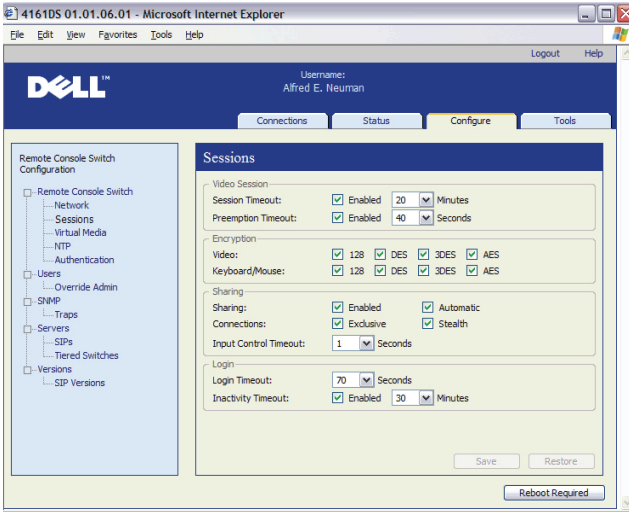 4161DS 01.01.06.01 - Microsoft Internet Explorer
File Edit View Favorites Tools Help
Logout Help
DELL™
Username:
Alfred E. Neuman
Connections Status Configure Tools
Remote Console Switch
Configuration
Remote Console Switch
Network
Sessions
Virtual Media
NTP
Authentication
Users
Override Admin
SNMP
Traps
Servers
SIPs
Tiered Switches
Versions
SIP Versions
Sessions
Video Session
Session Timeout: Enabled 20 Minutes
Preemption Timeout: Enabled 40 Seconds
Encryption
Video: 128 DES 3DES AES
Keyboard/Mouse: 128 DES 3DES AES
Sharing
Sharing: Enabled Automatic
Connections: Exclusive Stealth
Input Control Timeout: 1 Seconds
Login
Login Timeout: 70 Seconds
Inactivity Timeout: Enabled 30 Minutes
Save Restore
Reboot Required